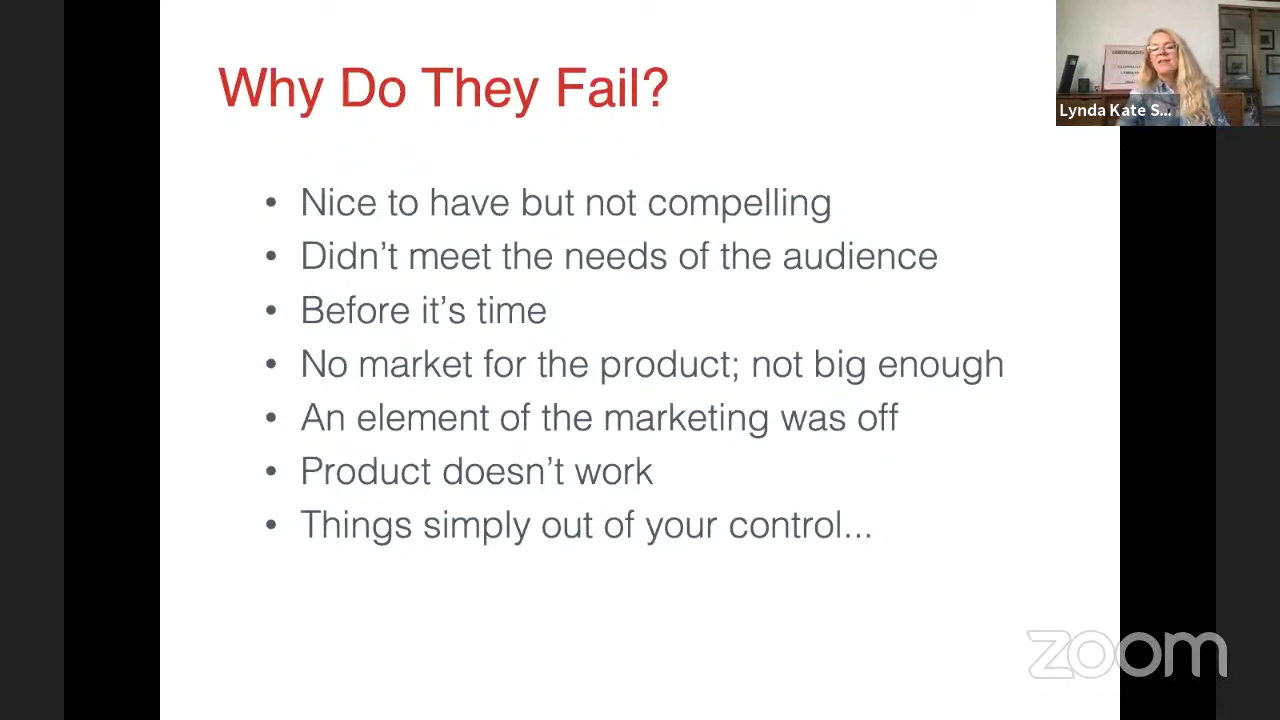 Why Do They Fail?
• Nice to have but not compelling
• Didn’t meet the needs of the audience
• Before it’s time
• No market for the product; not big enough
• An element of the marketing was off
• Product doesn’t work
• Things simply out of your control...
Lynda Kate S...
zoom